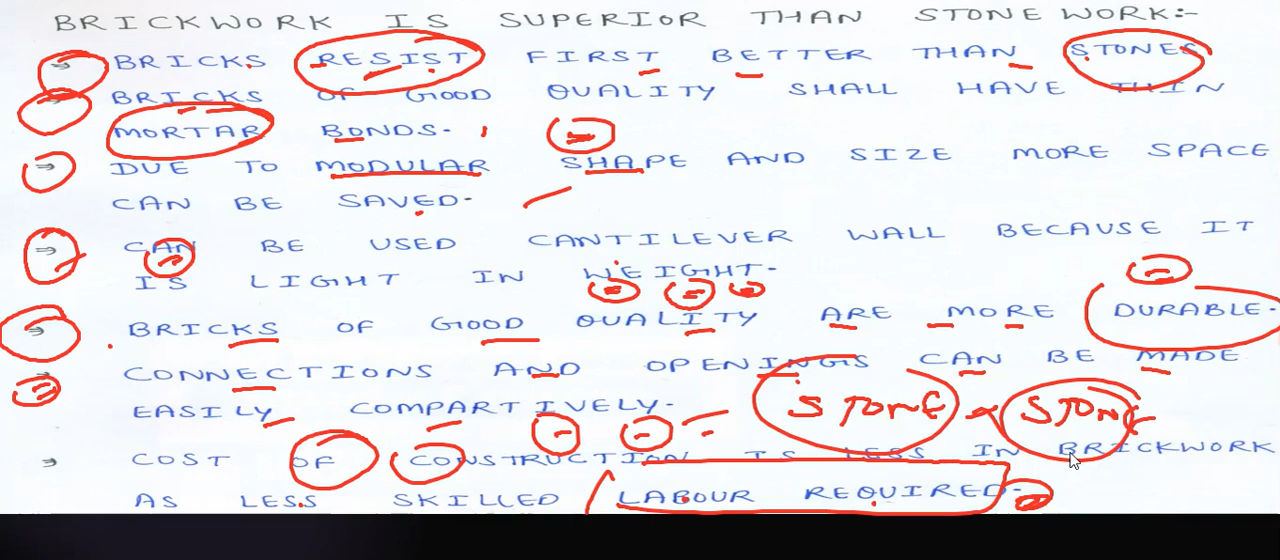 BRICKWORK IS SUPERIOR THAN STONE WORK:-
⇒ BRICKS RESIST FIRST BETTER THAN STONES
⇒ BRICKS OF GOOD QUALITY SHALL HAVE THIN
MORTAR BONDS.
⇒ DUE TO MODULAR SHAPE AND SIZE MORE SPACE
CAN BE SAVED.
⇒ CAN BE USED CANTILEVER WALL BECAUSE IT
IS LIGHT IN WEIGHT.
⇒ BRICKS OF GOOD QUALITY ARE MORE DURABLE.
⇒ CONNECTIONS AND OPENINGS CAN BE MADE
EASILY COMPARTIVELY.
STONE STONE
⇒ COST OF CONSTRUCTION IS LESS IN BRICKWORK
AS LESS SKILLED LABOUR REQUIRED.